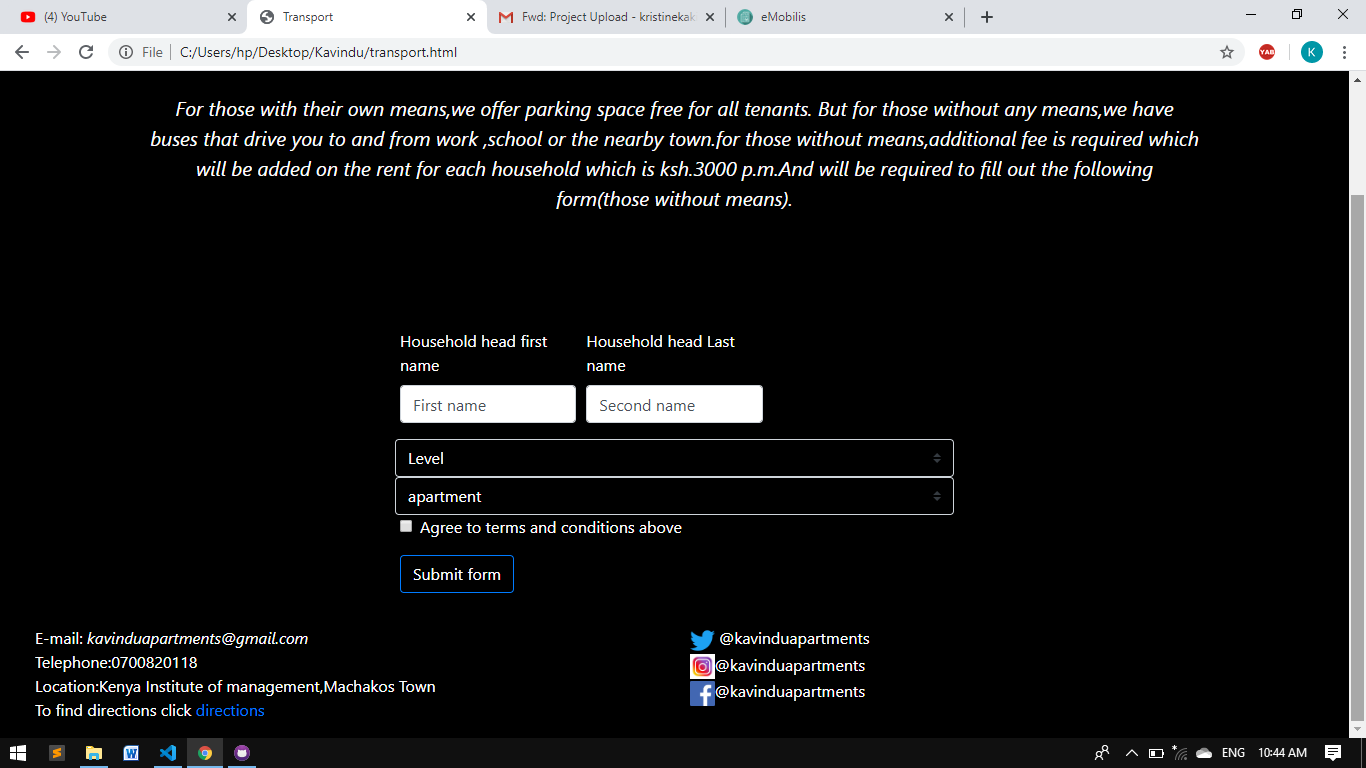 (4) YouTube
Transport
Fwd: Project Upload - kristinekak
eMobilis
File
C:/Users/hp/Desktop/Kavindu/transport.html
YAB
K
For those with their own means,we offer parking space free for all tenants. But for those without any means,we have
buses that drive you to and from work ,school or the nearby town.for those without means,additional fee is required which
will be added on the rent for each household which is ksh.3000 p.m.And will be required to fill out the following
form(those without means).
Household head first
name
Household head Last
name
First name
Second name
Level
apartment
Agree to terms and conditions above
Submit form
E-mail: kavinduapartments@gmail.com
Telephone:0700820118
Location:Kenya Institute of management,Machakos Town
To find directions click directions
@kavinduapartments
@kavinduapartments
@kavinduapartments
ENG
10:44 AM